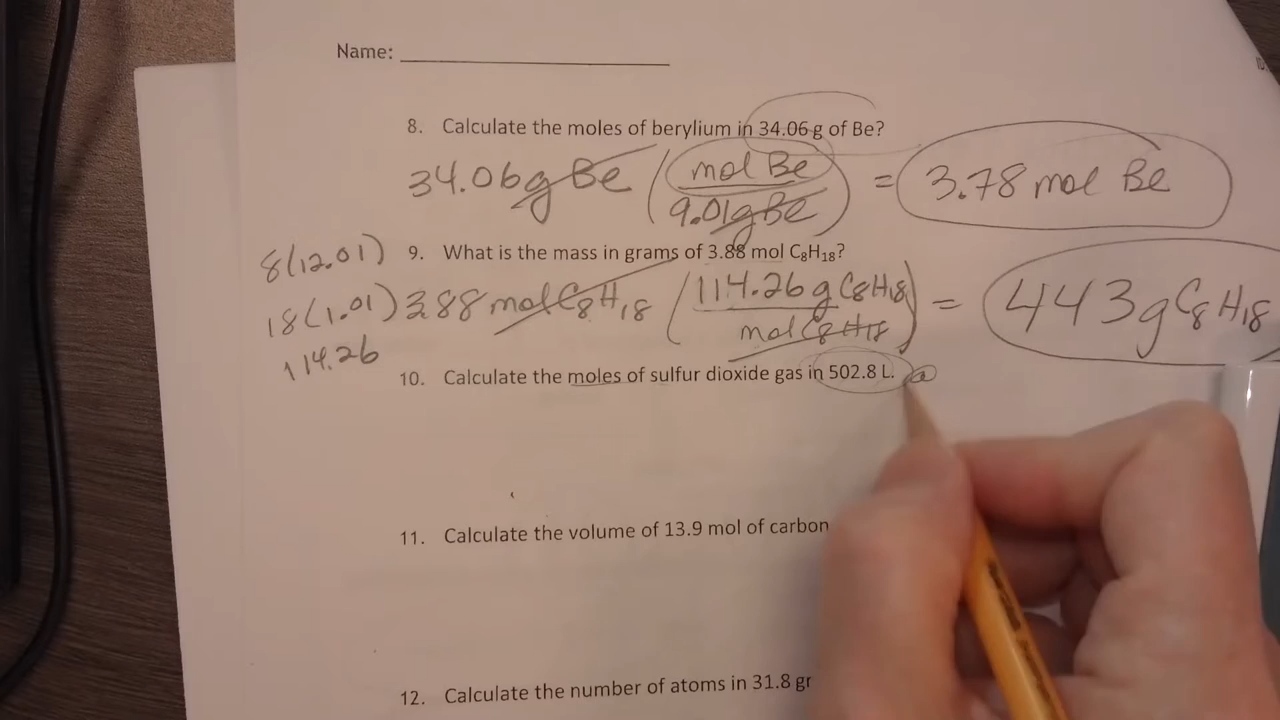 Name:
8. Calculate the moles of berylium in 34.06 g of Be?
34.06g Be (mol Be / 9.01g Be) = 3.78 mol Be
8(12.01)
9. What is the mass in grams of 3.88 mol C₈H₁₈?
18(1.01) 3.88 mol C₈H₁₈ (114.26 g C₈H₁₈ / mol C₈H₁₈) = 443g C₈H₁₈
114.26
10. Calculate the moles of sulfur dioxide gas in 502.8 L. @
11. Calculate the volume of 13.9 mol of carbon
12. Calculate the number of atoms in 31.8 gr